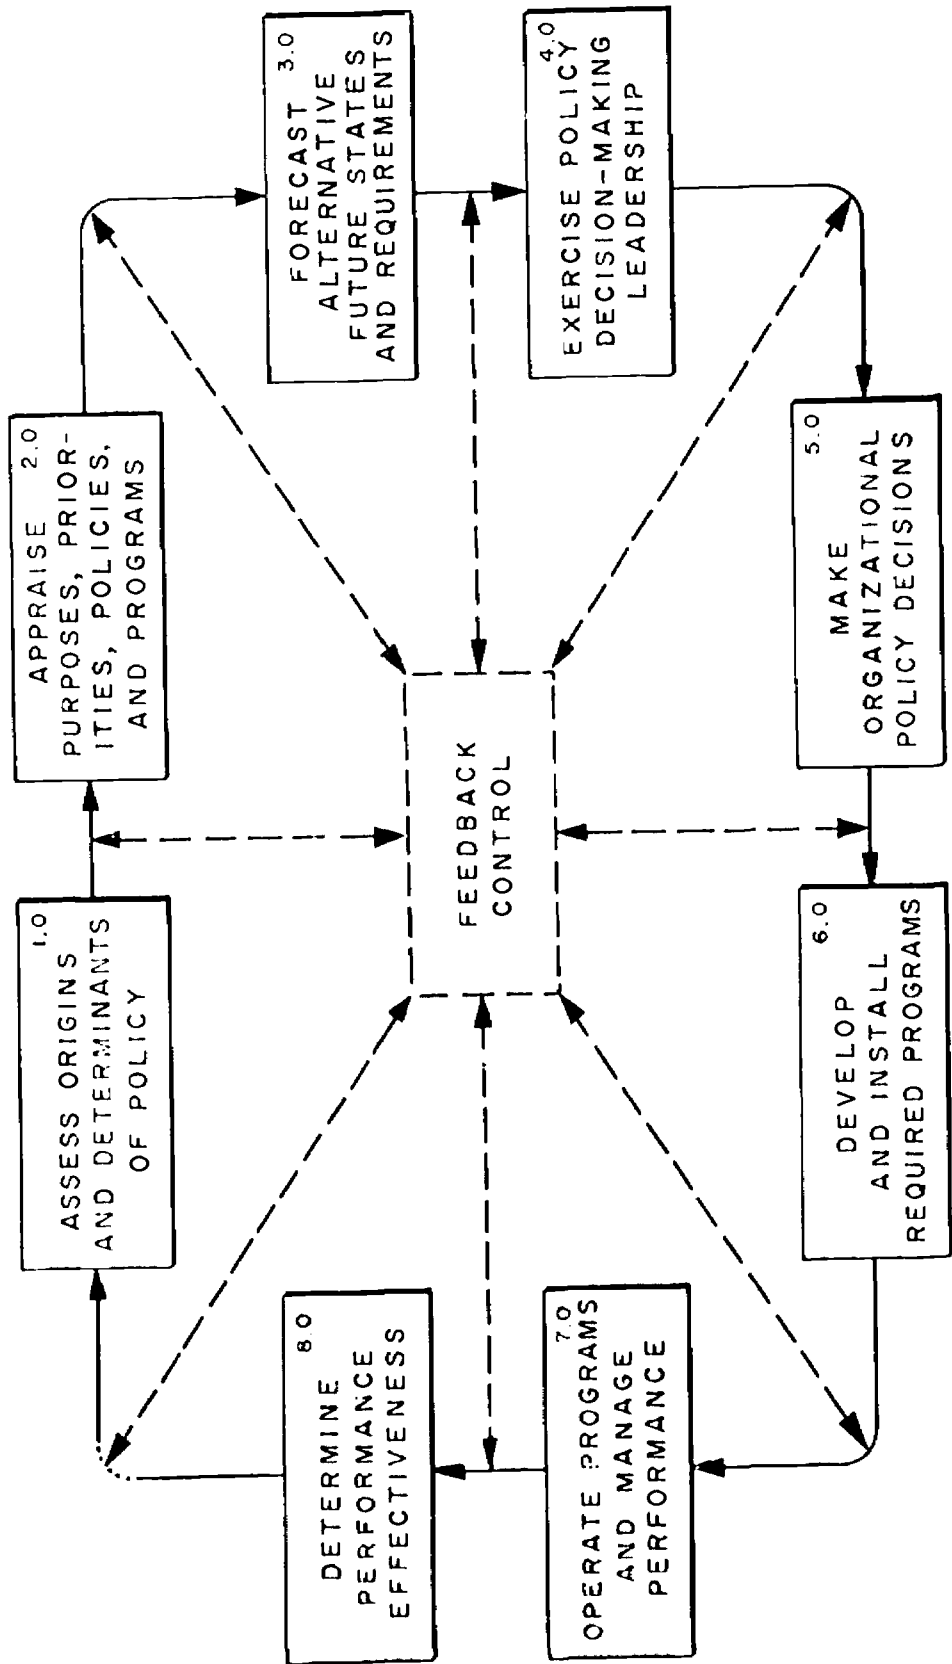 1.0
ASSESS ORIGINS
AND DETERMINANTS
OF POLICY
2.0
APPRAISE
PURPOSES, PRIOR-
ITIES, POLICIES,
AND PROGRAMS
3.0
FORECAST
ALTERNATIVE
FUTURE STATES
AND REQUIREMENTS
4.0
EXERCISE POLICY
DECISION-MAKING
LEADERSHIP
5.0
MAKE
ORGANIZATIONAL
POLICY DECISIONS
6.0
DEVELOP
AND INSTALL
REQUIRED PROGRAMS
7.0
OPERATE PROGRAMS
AND MANAGE
PERFORMANCE
8.0
DETERMINE
PERFORMANCE
EFFECTIVENESS
FEEDBACK
CONTROL